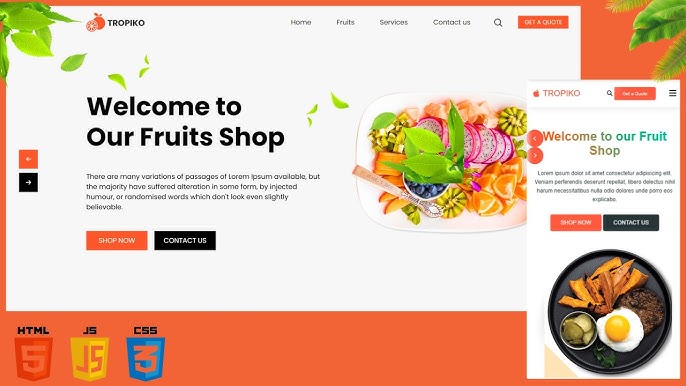 TROPIKO
Home
Fruits
Services
Contact us
GET A QUOTE
Welcome to
Our Fruits Shop
There are many variations of passages of Lorem Ipsum available, but
the majority have suffered alteration in some form, by injected
humour, or randomised words which don't look even slightly
believable.
SHOP NOW
CONTACT US
TROPIKO
Get a Quote
Welcome to our Fruit
Shop
Lorem ipsum dolor sit amet consectetur adipisicing elit.
Veniam perferendis deserunt repellat, libero delectus nihil
harum necessitatibus nulla odio dolores unde porro eos
explicabo.
SHOP NOW
CONTACT US
HTML
JS
CSS
5
JS
3